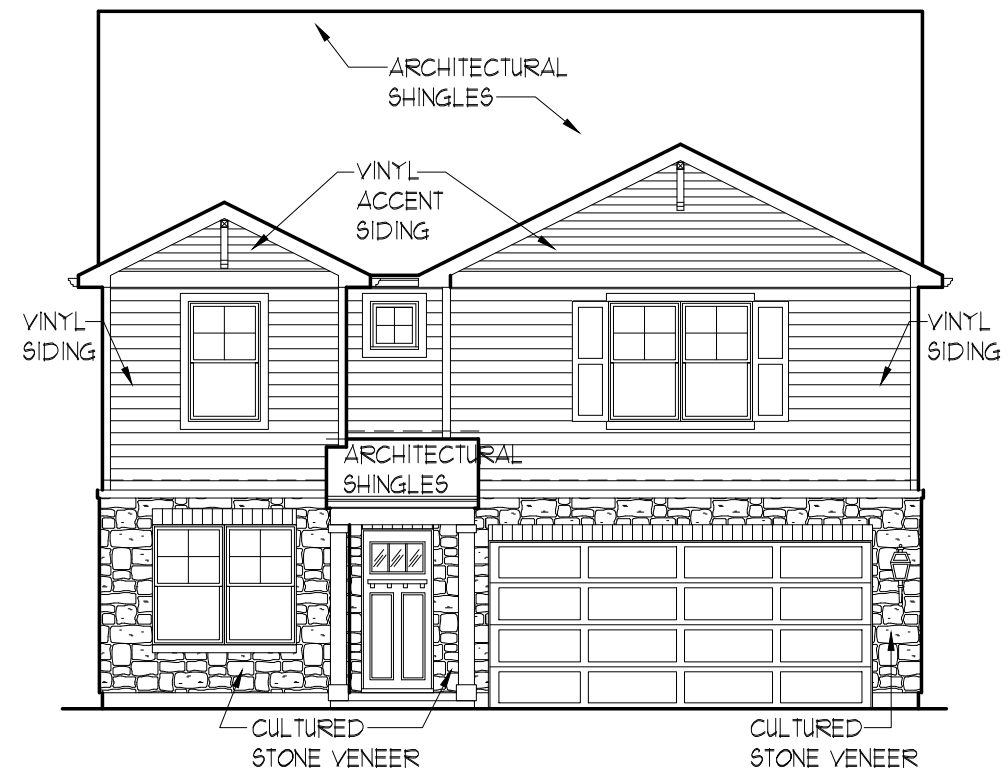 ARCHITECTURAL
SHINGLES
VINYL
ACCENT
SIDING
VINYL
SIDING
VINYL
SIDING
ARCHITECTURAL
SHINGLES
CULTURED
STONE VENEER
CULTURED
STONE VENEER